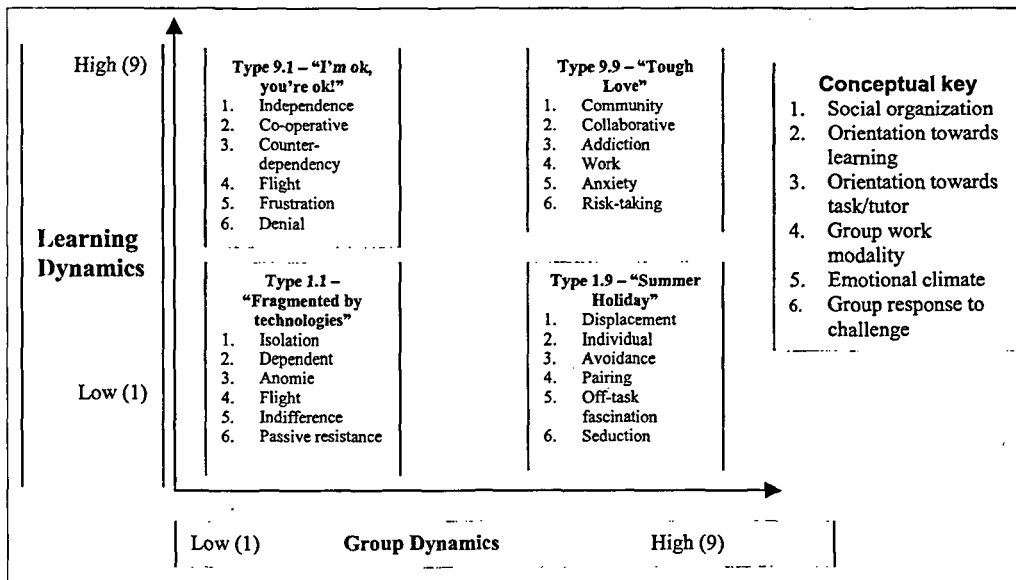 High (9)
Learning
Dynamics
Low (1)
Type 9.1 – “I’m ok,
you’re ok!”
1. Independence
2. Co-operative
3. Counter-
dependency
4. Flight
5. Frustration
6. Denial
Type 9.9 – “Tough
Love”
1. Community
2. Collaborative
3. Addiction
4. Work
5. Anxiety
6. Risk-taking
Type 1.1 –
“Fragmented by
technologies”
1. Isolation
2. Dependent
3. Anomie
4. Flight
5. Indifference
6. Passive resistance
Type 1.9 – “Summer
Holiday”
1. Displacement
2. Individual
3. Avoidance
4. Pairing
5. Off-task
fascination
6. Seduction
Conceptual key
1. Social organization
2. Orientation towards
learning
3. Orientation towards
task/tutor
4. Group work
modality
5. Emotional climate
6. Group response to
challenge
Low (1) Group Dynamics High (9)